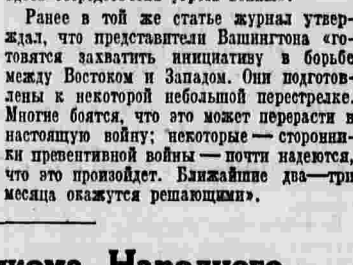 Ранее в той же статье журнал утвер-
ждал, что представители Вашингтона «го-
товятся захватить инициативу в борьбе
между Востоком и Западом. Они подготов-
лены к некоторой небольшой перестрелке.
Многие боятся, что это может перерасти в
настоящую войну; некоторые — сторонни-
ки превентивной войны — почти надеются,
что это произойдет. Ближайшие два—три
месяца окажутся решающими».
Народного